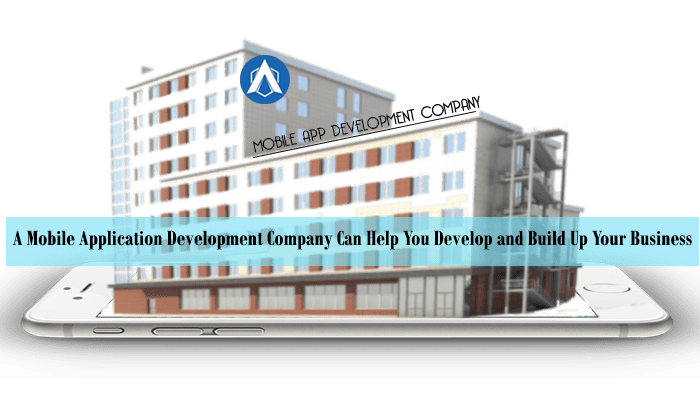 MOBILE APP DEVELOPMENT COMPANY
A Mobile Application Development Company Can Help You Develop and Build Up Your Business